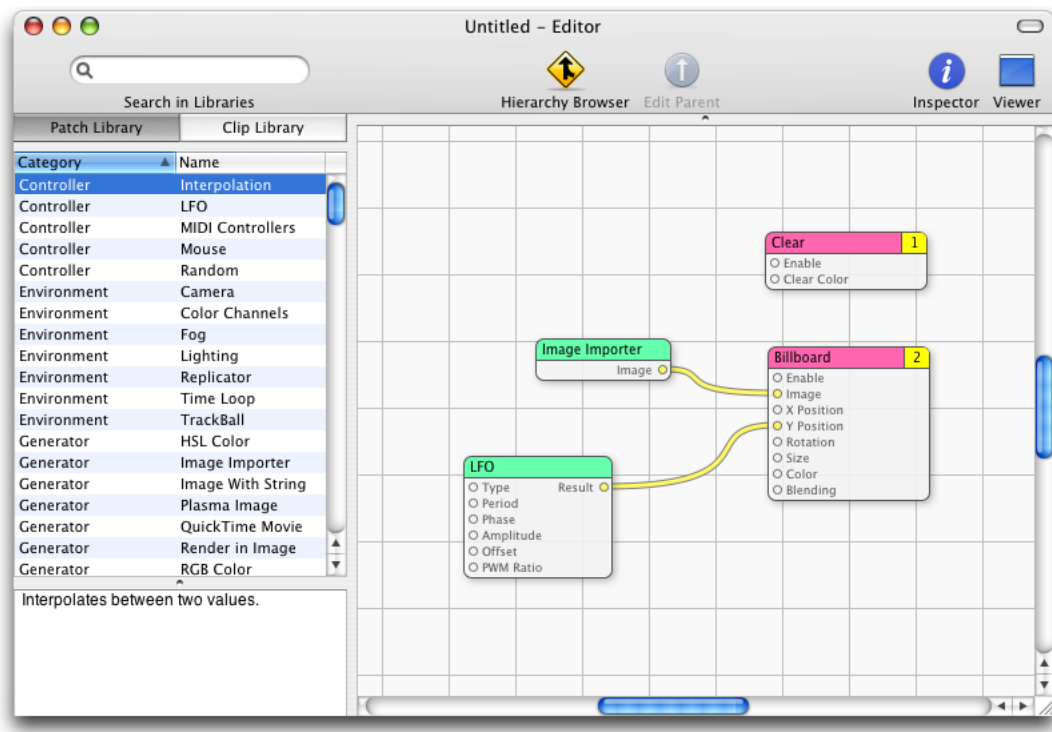 Untitled – Editor
Search in Libraries
Hierarchy Browser
Edit Parent
Inspector
Viewer
Patch Library
Clip Library
Category Name
Controller Interpolation
Controller LFO
Controller MIDI Controllers
Controller Mouse
Controller Random
Environment Camera
Environment Color Channels
Environment Fog
Environment Lighting
Environment Replicator
Environment Time Loop
Environment TrackBall
Generator HSL Color
Generator Image Importer
Generator Image With String
Generator Plasma Image
Generator QuickTime Movie
Generator Render in Image
Generator RGB Color
Interpolates between two values.
Clear 1
Enable
Clear Color
Image Importer
Image
Billboard 2
Enable
Image
X Position
Y Position
Rotation
Size
Color
Blending
LFO
Type Result
Period
Phase
Amplitude
Offset
PWM Ratio